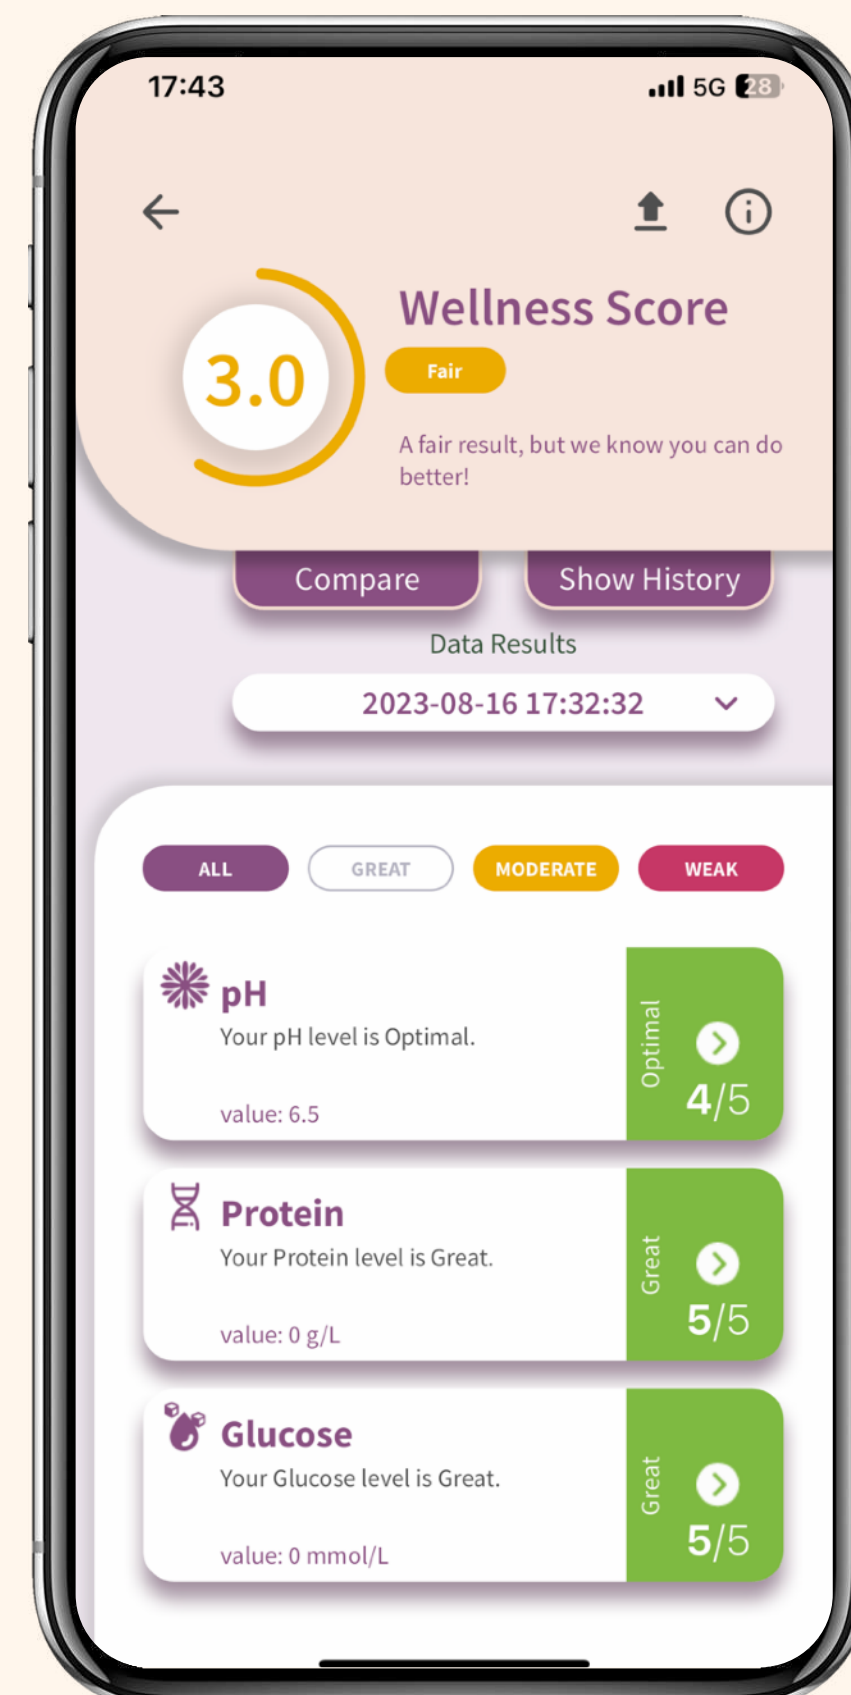 17:43
5G 28
3.0
Wellness Score
Fair
A fair result, but we know you can do
better!
Compare
Show History
Data Results
2023-08-16 17:32:32
ALL
GREAT
MODERATE
WEAK
pH
Your pH level is Optimal.
value: 6.5
Optimal
4/5
Protein
Your Protein level is Great.
value: 0 g/L
Great
5/5
Glucose
Your Glucose level is Great.
value: 0 mmol/L
Great
5/5